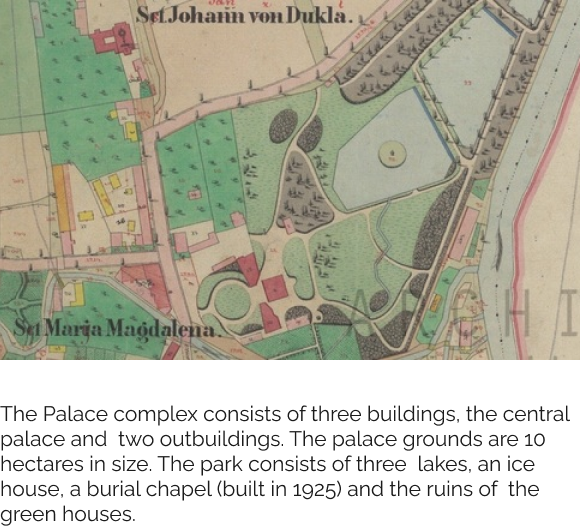 Sct Johann von Dukla.
Sct Maria Magdalena.
ARCHI
The Palace complex consists of three buildings, the central
palace and two outbuildings. The palace grounds are 10
hectares in size. The park consists of three lakes, an ice
house, a burial chapel (built in 1925) and the ruins of the
green houses.